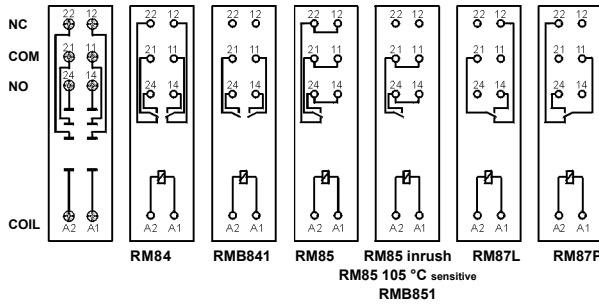 NC 22 12 22 12 22 12 22 12 22 12 22 12 22 12
COM 21 11 21 11 21 11 21 11 21 11 21 11 21 11
NO 24 14 24 14 24 14 24 14 24 14 24 14 24 14
COIL A2 A1 A2 A1 A2 A1 A2 A1 A2 A1 A2 A1 A2 A1
RM84 RMB841 RM85 RM85 inrush RM87L RM87P
RM85 105 °C sensitive
RMB851